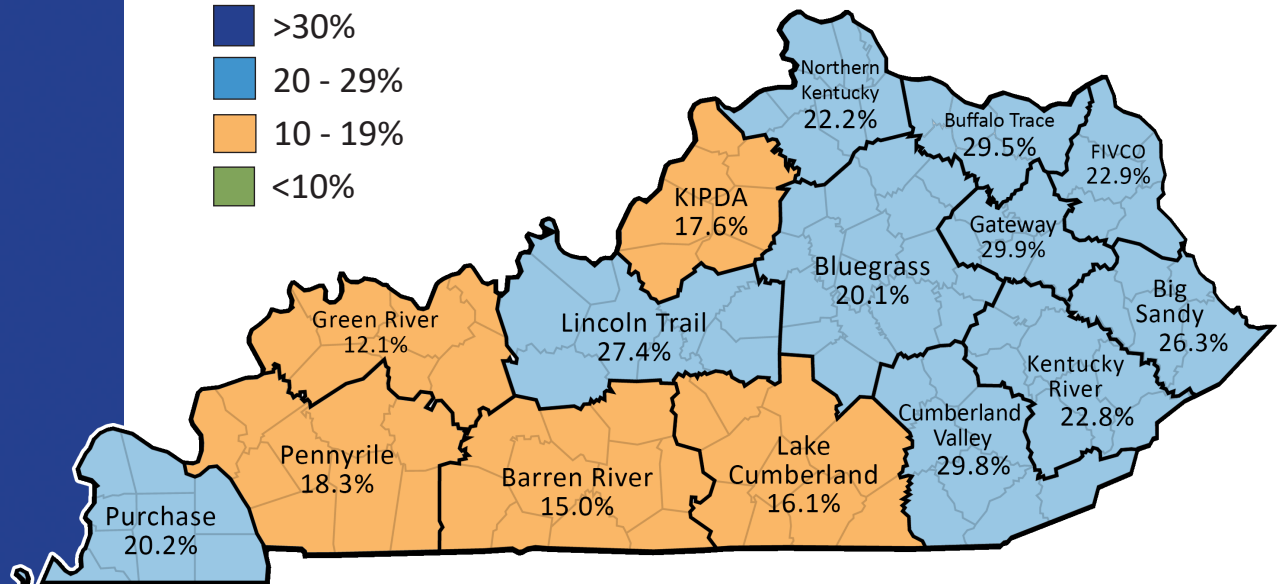 >30%
20 - 29%
10 - 19%
<10%
Northern
Kentucky
22.2%
Buffalo Trace
29.5%
FIVCO
22.9%
KIPDA
17.6%
Gateway
29.9%
Bluegrass
20.1%
Big
Sandy
26.3%
Green River
12.1%
Lincoln Trail
27.4%
Kentucky
River
22.8%
Cumberland
Valley
29.8%
Pennyrile
18.3%
Barren River
15.0%
Lake
Cumberland
16.1%
Purchase
20.2%